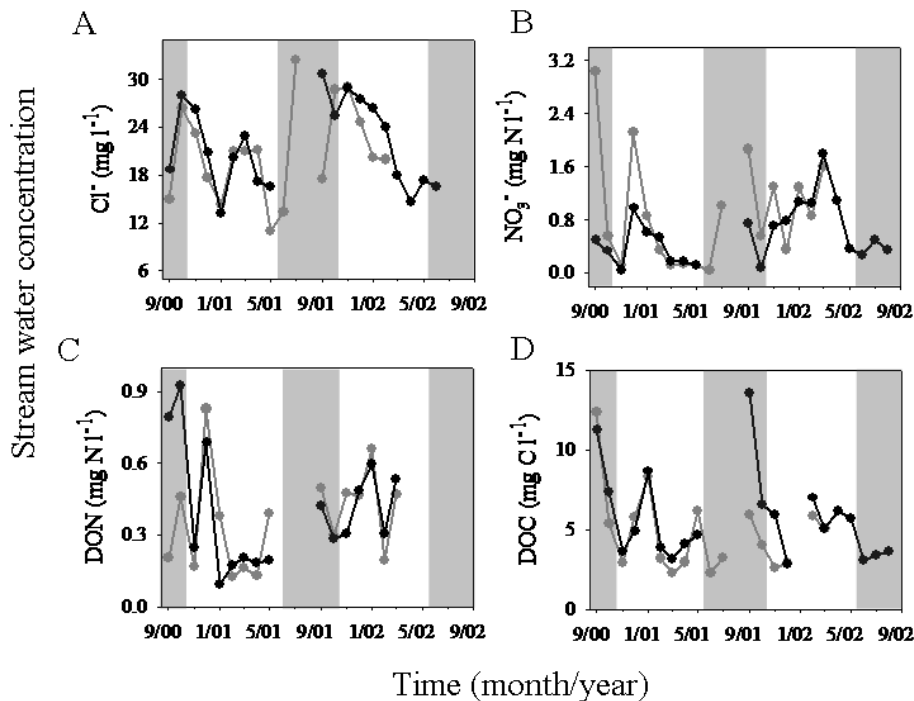 Stream water concentration
A
Cl⁻ (mg l⁻¹)
30
24
18
12
6
9/00 1/01 5/01 9/01 1/02 5/02 9/02
B
NO₃⁻ (mg N l⁻¹)
3.2
2.4
1.6
0.8
0.0
9/00 1/01 5/01 9/01 1/02 5/02 9/02
C
DON (mg N l⁻¹)
0.9
0.6
0.3
0.0
9/00 1/01 5/01 9/01 1/02 5/02 9/02
D
DOC (mg C l⁻¹)
15
10
5
0
9/00 1/01 5/01 9/01 1/02 5/02 9/02
Time (month/year)